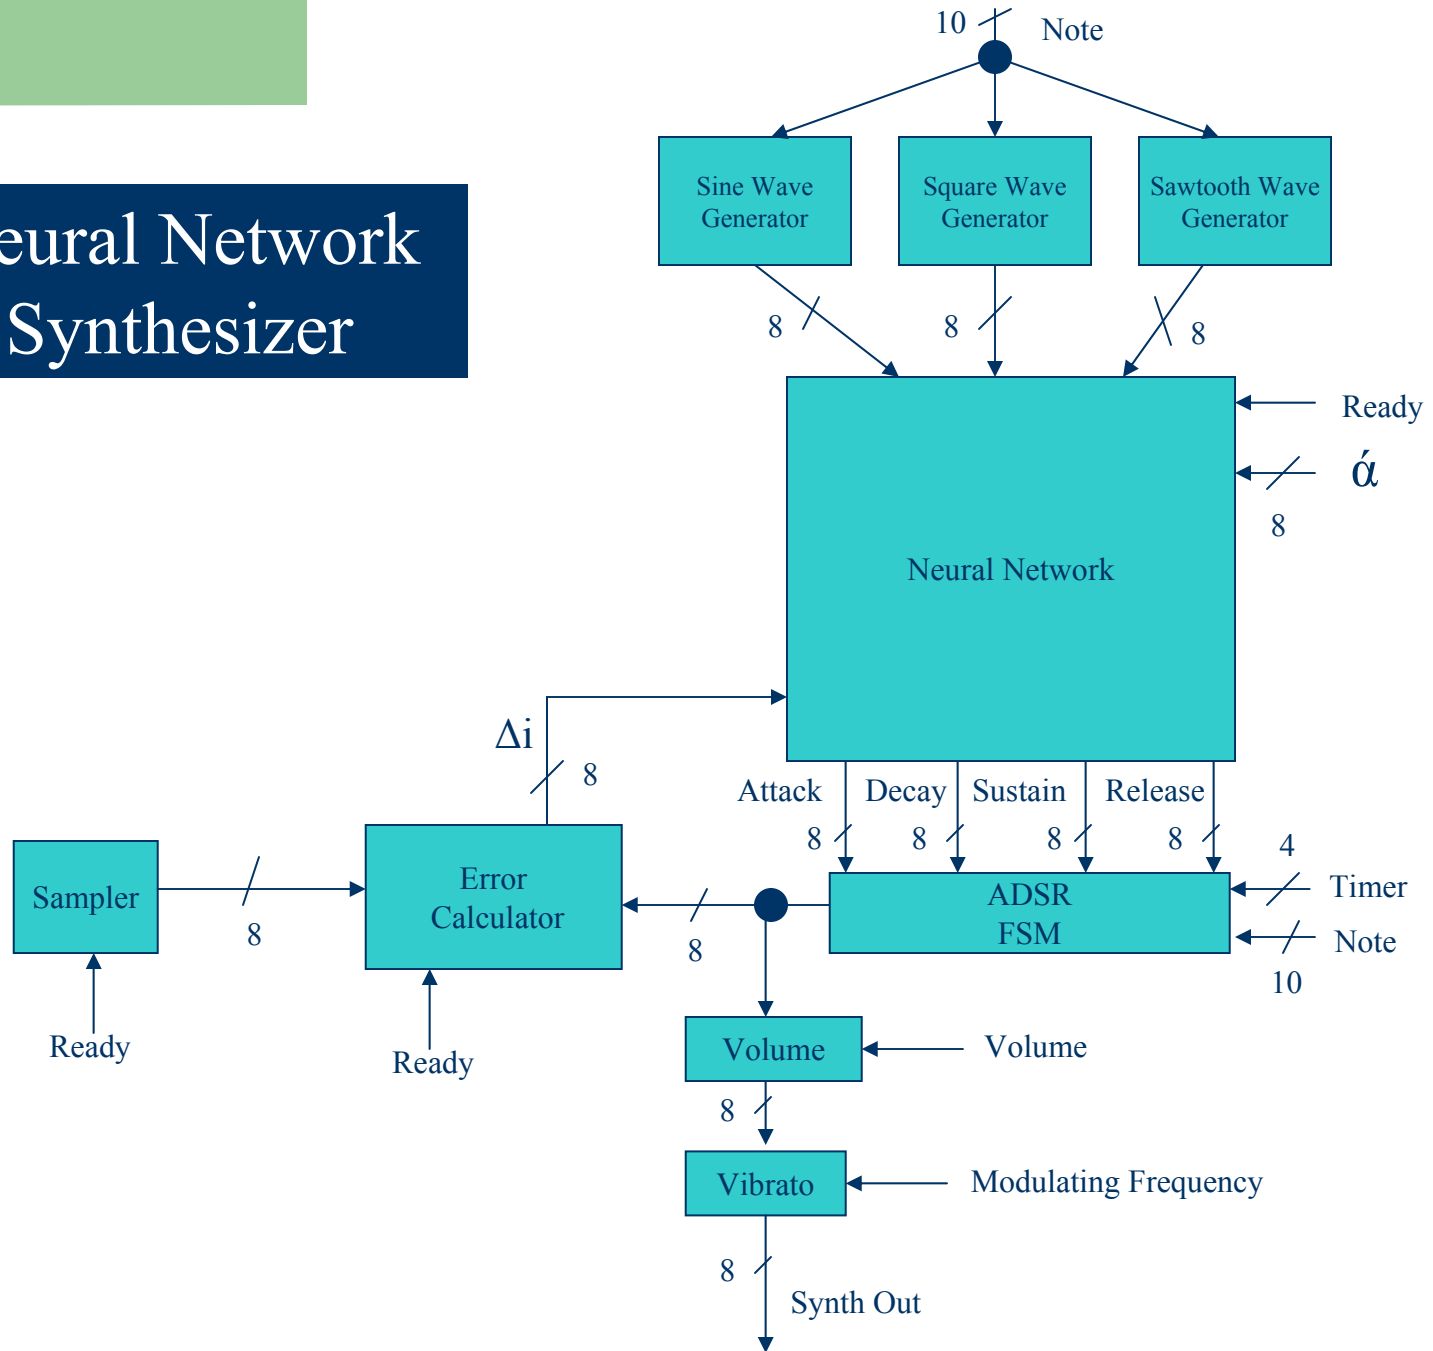 10 Note
Sine Wave
Generator
Square Wave
Generator
Sawtooth Wave
Generator
eural Network
Synthesizer
8
8
8
Ready
ά
8
Neural Network
Δi
8
Attack
Decay
Sustain
Release
8
8
8
8
4
Timer
Note
10
Sampler
8
Error
Calculator
8
ADSR
FSM
Ready
Ready
Volume
Volume
8
Vibrato
Modulating Frequency
8
Synth Out